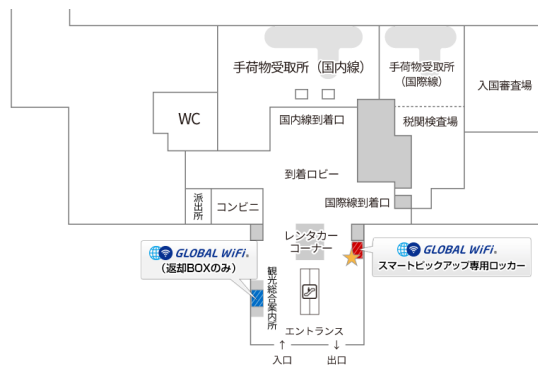 手荷物受取所（国内線）
手荷物受取所
（国際線）
入国審査場
WC
国内線到着口
税関検査場
到着ロビー
派出所
コンビニ
国際線到着口
レンタカー
コーナー
GLOBAL WiFi®
（返却BOXのみ）
GLOBAL WiFi®
スマートピックアップ専用ロッカー
観光総合案内所
エントランス
↑ ↓
入口 出口